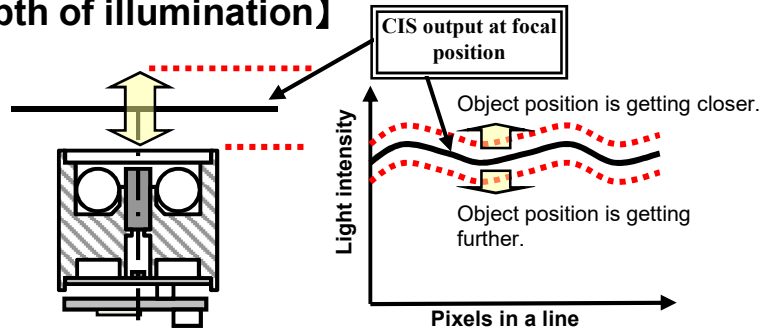 pth of illumination】
CIS output at focal
position
Object position is getting closer.
Light intensity
Object position is getting
further.
Pixels in a line